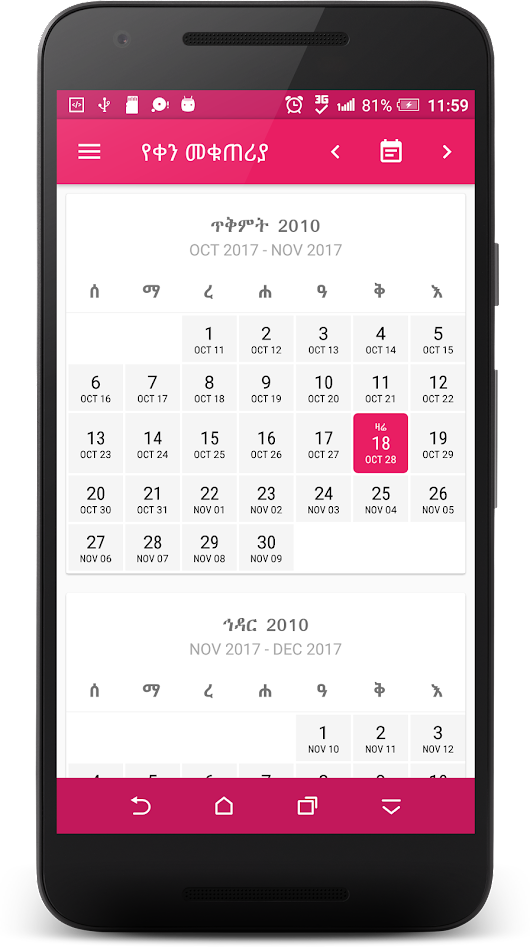 81% 11:59
የቀን መቁጠሪያ
ጥቅምት 2010
OCT 2017 - NOV 2017
ሰ ማ ረ ሐ ዓ ቅ እ
1 2 3 4 5
OCT 11 OCT 12 OCT 13 OCT 14 OCT 15
6 7 8 9 10 11 12
OCT 16 OCT 17 OCT 18 OCT 19 OCT 20 OCT 21 OCT 22
ዛሬ
13 14 15 16 17 18 19
OCT 23 OCT 24 OCT 25 OCT 26 OCT 27 OCT 28 OCT 29
20 21 22 23 24 25 26
OCT 30 OCT 31 NOV 01 NOV 02 NOV 03 NOV 04 NOV 05
27 28 29 30
NOV 06 NOV 07 NOV 08 NOV 09
ኅዳር 2010
NOV 2017 - DEC 2017
ሰ ማ ረ ሐ ዓ ቅ እ
1 2 3
NOV 10 NOV 11 NOV 12